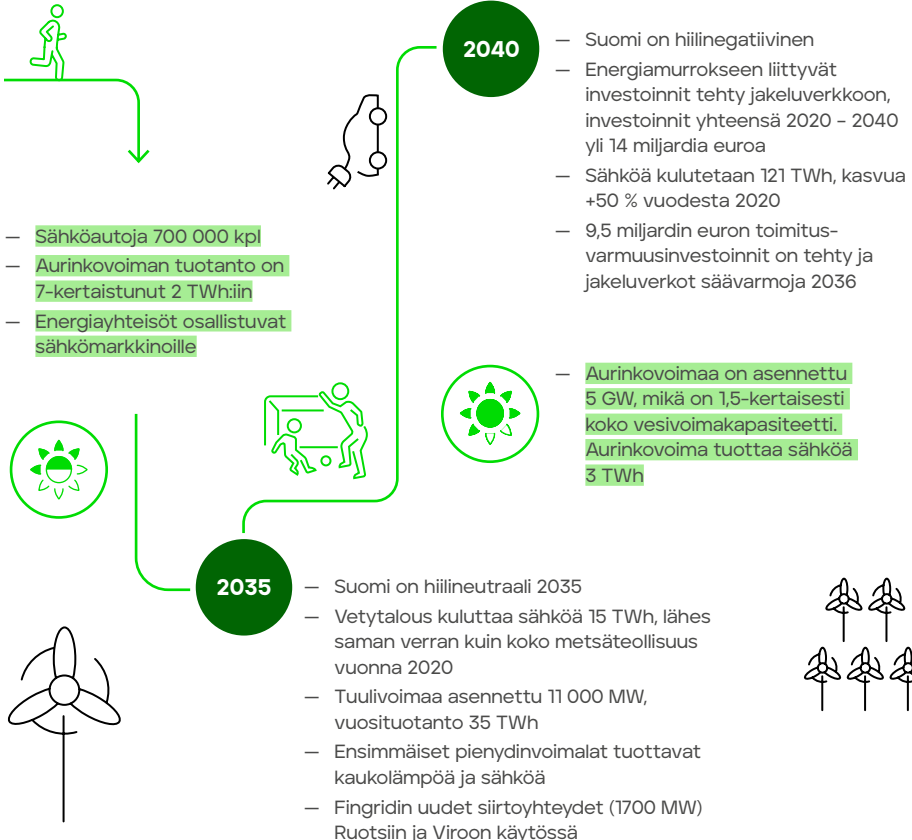 2040
— Suomi on hiilinegatiivinen
— Energiamurrokseen liittyvät
investoinnit tehty jakeluverkkoon,
investoinnit yhteensä 2020 – 2040
yli 14 miljardia euroa
— Sähköä kulutetaan 121 TWh, kasvua
+50 % vuodesta 2020
— 9,5 miljardin euron toimitus-
varmuusinvestoinnit on tehty ja
jakeluverkot säävarmoja 2036
— Sähköautoja 700 000 kpl
— Aurinkovoiman tuotanto on
7-kertaistunut 2 TWh:iin
— Energiayhteisöt osallistuvat
sähkömarkkinoille
— Aurinkovoimaa on asennettu
5 GW, mikä on 1,5-kertaisesti
koko vesivoimakapasiteetti.
Aurinkovoima tuottaa sähköä
3 TWh
2035
— Suomi on hiilineutraali 2035
— Vetytalous kuluttaa sähköä 15 TWh, lähes
saman verran kuin koko metsäteollisuus
vuonna 2020
— Tuulivoimaa asennettu 11 000 MW,
vuosituotanto 35 TWh
— Ensimmäiset pienydinvoimalat tuottavat
kaukolämpöä ja sähköä
— Fingridin uudet siirtoyhteydet (1700 MW)
Ruotsiin ja Viroon käytössä